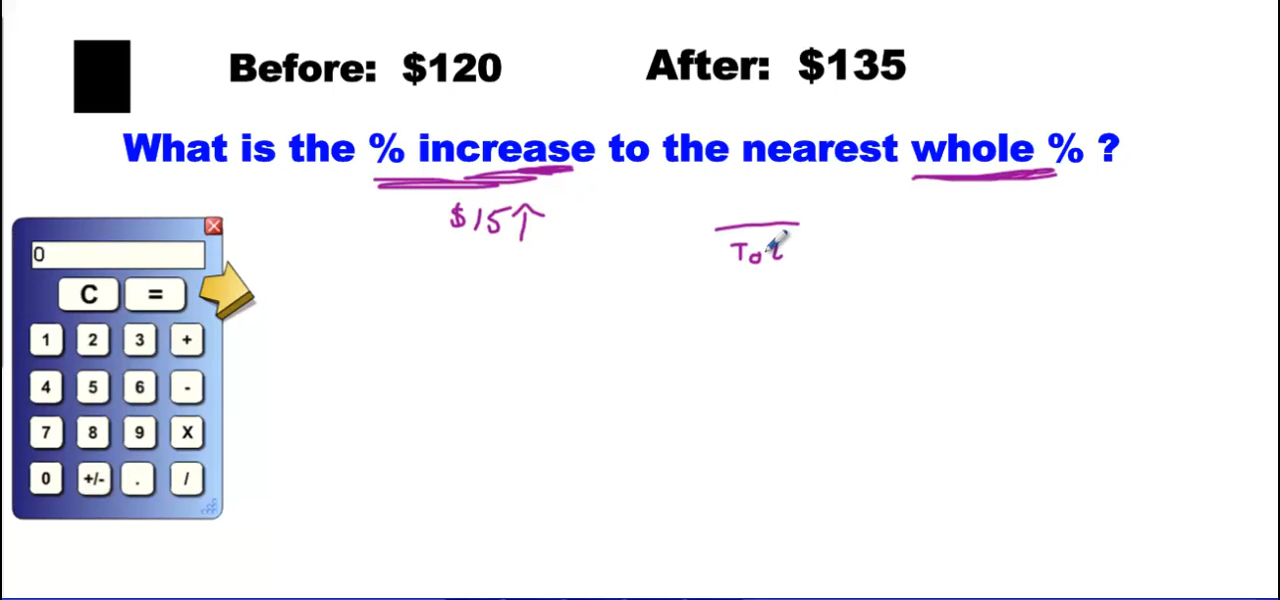 Before: $120 After: $135
What is the % increase to the nearest whole % ?
$15↑
0
C =
1 2 3 +
4 5 6 -
7 8 9 X
0 +/- . /